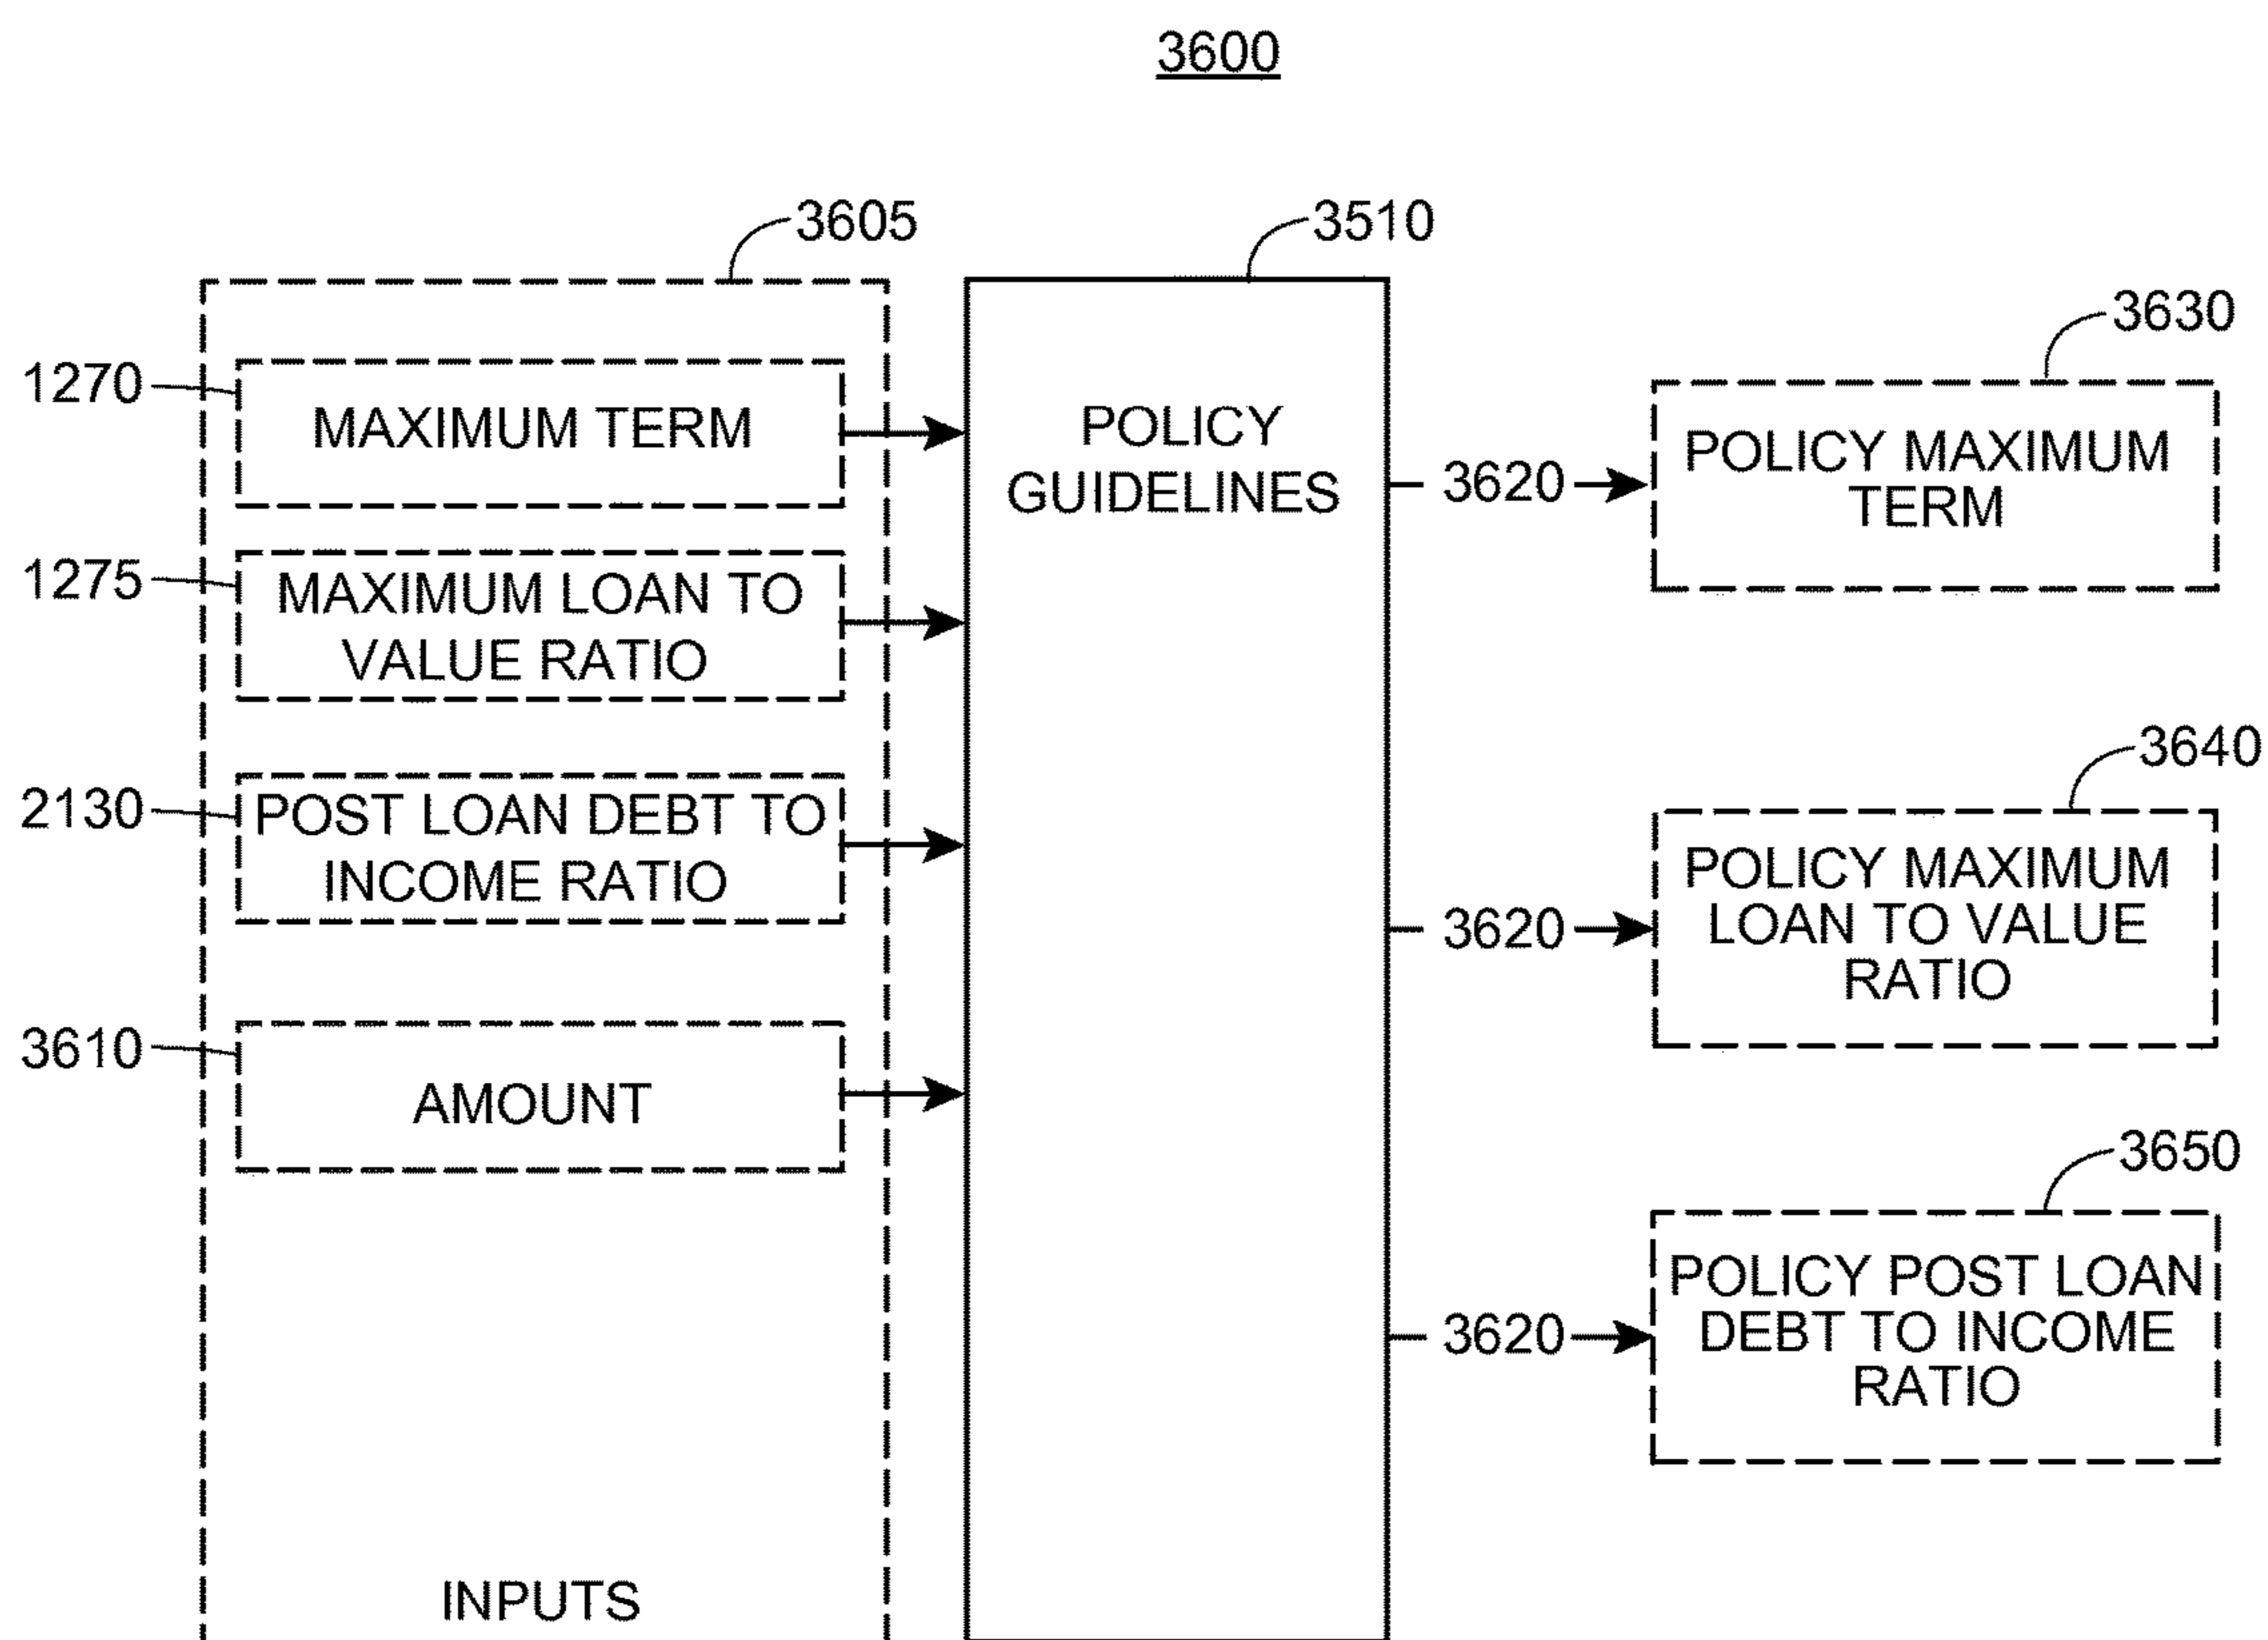 3600
3605
3510
1270
MAXIMUM TERM
1275
MAXIMUM LOAN TO
VALUE RATIO
2130
POST LOAN DEBT TO
INCOME RATIO
3610
AMOUNT
INPUTS
POLICY
GUIDELINES
3620
3630
POLICY MAXIMUM
TERM
3620
3640
POLICY MAXIMUM
LOAN TO VALUE
RATIO
3620
3650
POLICY POST LOAN
DEBT TO INCOME
RATIO